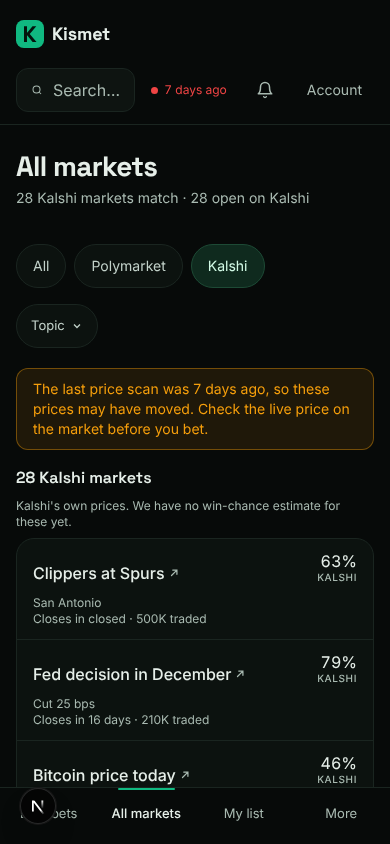 K Kismet
Search... 7 days ago Account
All markets
28 Kalshi markets match · 28 open on Kalshi
All Polymarket Kalshi
Topic
The last price scan was 7 days ago, so these
prices may have moved. Check the live price on
the market before you bet.
28 Kalshi markets
Kalshi's own prices. We have no win-chance estimate for
these yet.
Clippers at Spurs ↗ 63%
KALSHI
San Antonio
Closes in closed · 500K traded
Fed decision in December ↗ 79%
KALSHI
Cut 25 bps
Closes in 16 days · 210K traded
Bitcoin price today ↗ 46%
KALSHI
N bets All markets My list More